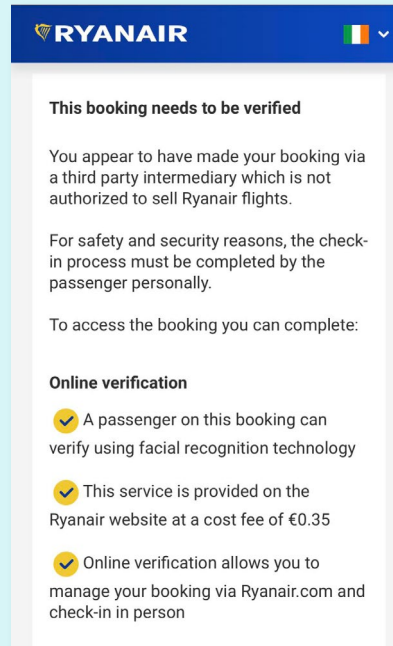 RYANAIR
This booking needs to be verified
You appear to have made your booking via
a third party intermediary which is not
authorized to sell Ryanair flights.
For safety and security reasons, the check-
in process must be completed by the
passenger personally.
To access the booking you can complete:
Online verification
A passenger on this booking can
verify using facial recognition technology
This service is provided on the
Ryanair website at a cost fee of €0.35
Online verification allows you to
manage your booking via Ryanair.com and
check-in in person